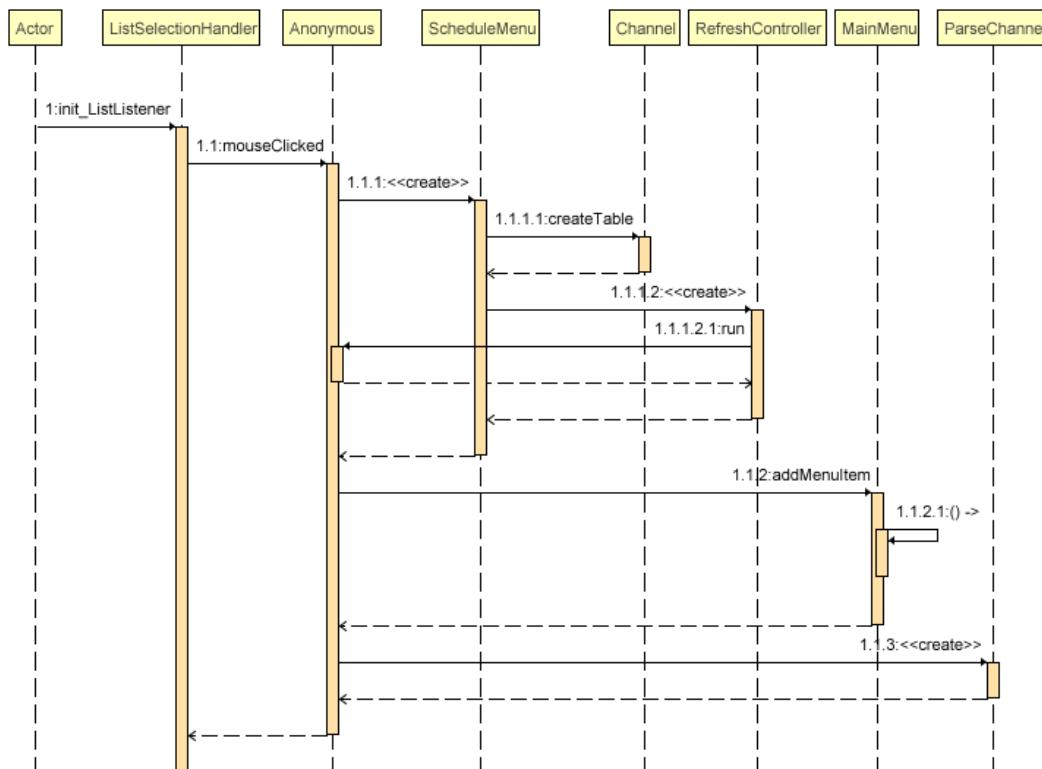 Actor
ListSelectionHandler
Anonymous
ScheduleMenu
Channel
RefreshController
MainMenu
ParseChanne
1:init_ListListener
1.1:mouseClicked
1.1.1:<<create>>
1.1.1.1:createTable
1.1.1.2:<<create>>
1.1.1.2.1:run
1.1.2:addMenuItem
1.1.2.1:() ->
1.1.3:<<create>>